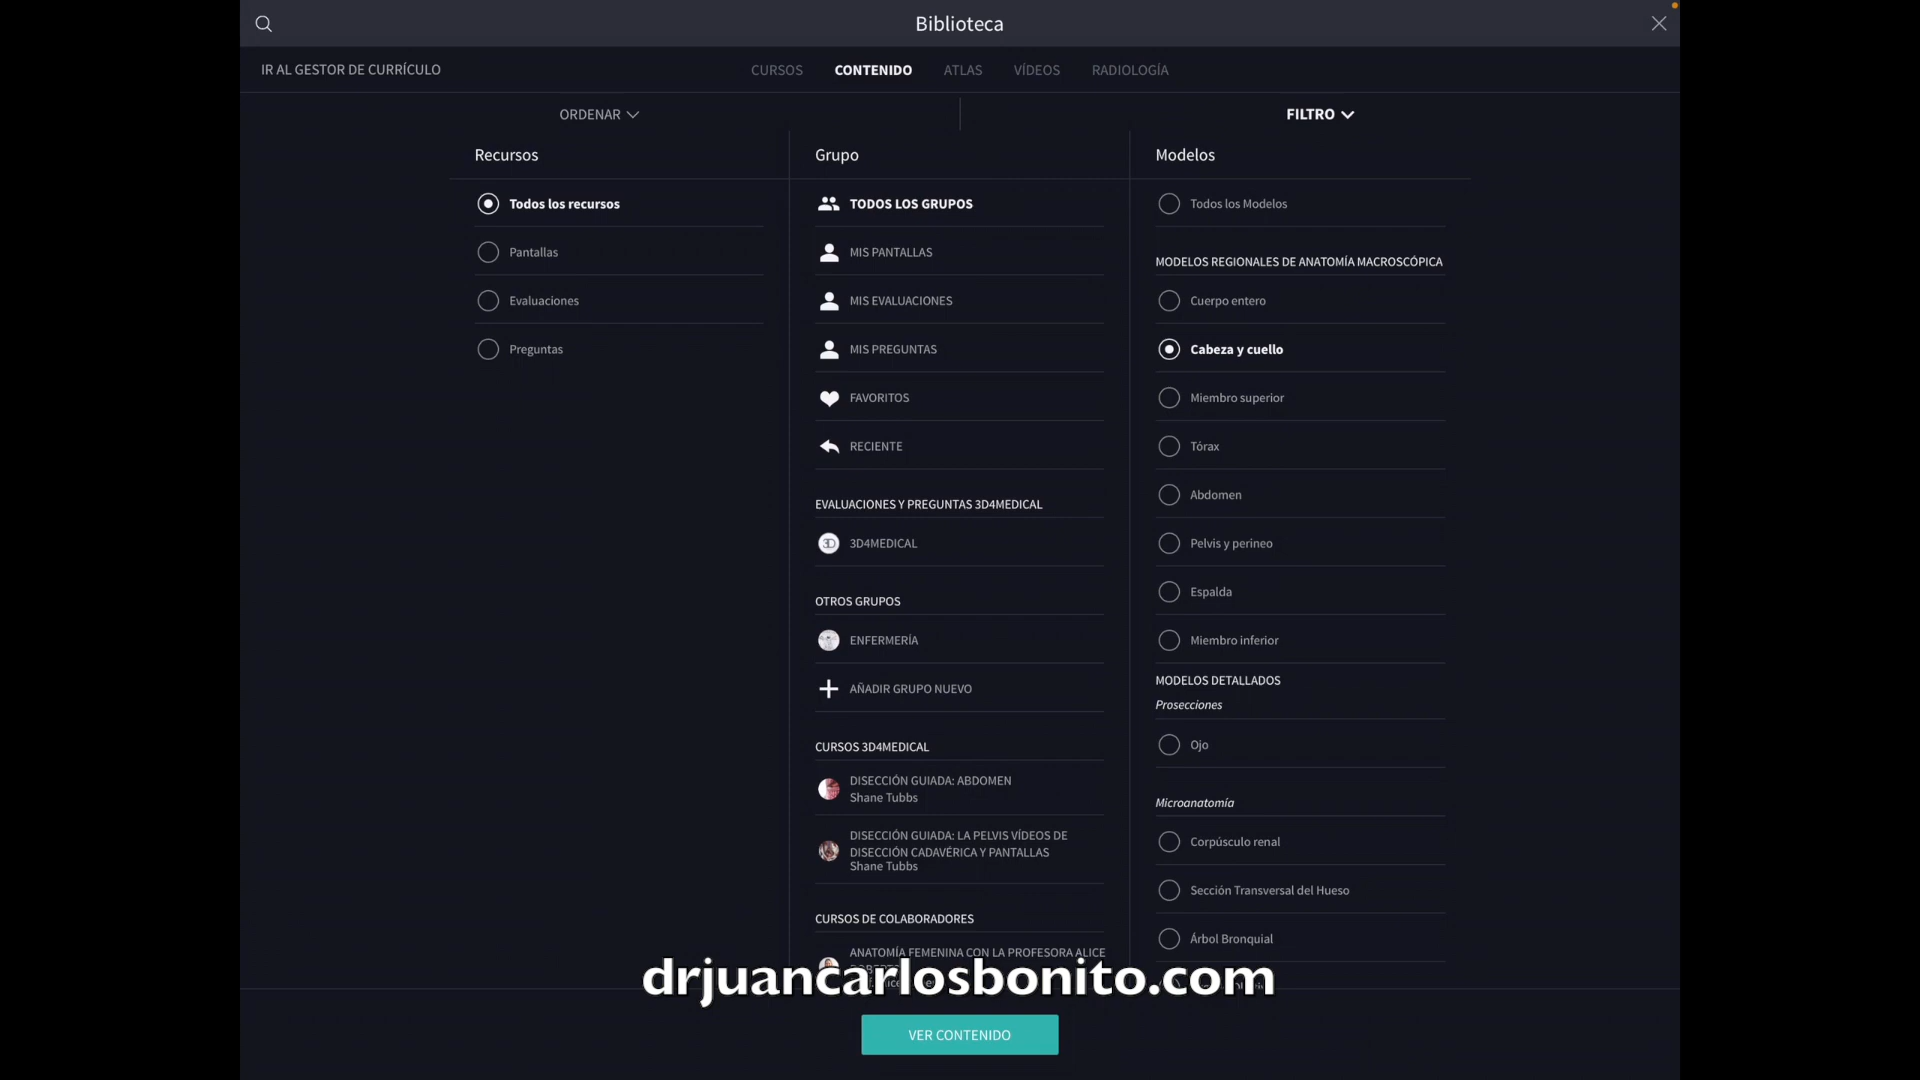 Biblioteca
IR AL GESTOR DE CURRÍCULO
CURSOS
CONTENIDO
ATLAS
VÍDEOS
RADIOLOGÍA
ORDENAR
FILTRO
Recursos
Todos los recursos
Pantallas
Evaluaciones
Preguntas
Grupo
TODOS LOS GRUPOS
MIS PANTALLAS
MIS EVALUACIONES
MIS PREGUNTAS
FAVORITOS
RECIENTE
EVALUACIONES Y PREGUNTAS 3D4MEDICAL
3D
3D4MEDICAL
OTROS GRUPOS
ENFERMERÍA
AÑADIR GRUPO NUEVO
CURSOS 3D4MEDICAL
DISECCIÓN GUIADA: ABDOMEN
Shane Tubbs
DISECCIÓN GUIADA: LA PELVIS VÍDEOS DE
DISECCIÓN CADAVÉRICA Y PANTALLAS
Shane Tubbs
CURSOS DE COLABORADORES
ANATOMÍA FEMENINA CON LA PROFESORA ALICE
Modelos
Todos los Modelos
MODELOS REGIONALES DE ANATOMÍA MACROSCÓPICA
Cuerpo entero
Cabeza y cuello
Miembro superior
Tórax
Abdomen
Pelvis y perineo
Espalda
Miembro inferior
MODELOS DETALLADOS
Prosecciones
Ojo
Microanatomía
Corpúsculo renal
Sección Transversal del Hueso
Árbol Bronquial
drjuancarlosbonito.com
VER CONTENIDO